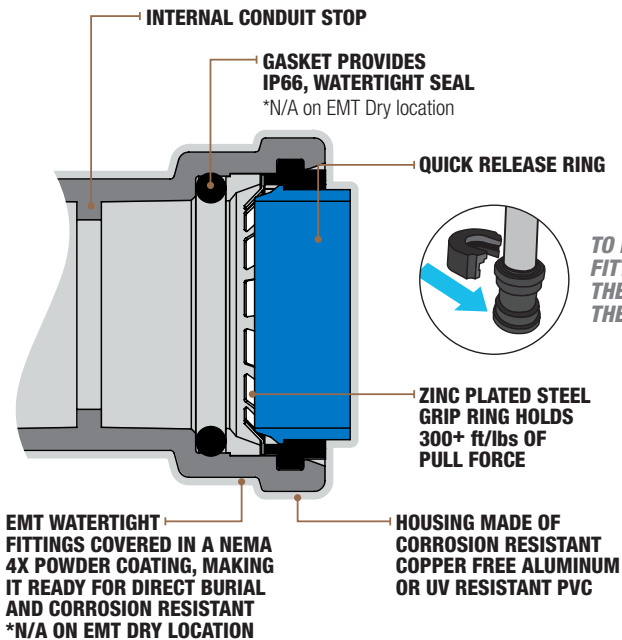 INTERNAL CONDUIT STOP
GASKET PROVIDES
IP66, WATERTIGHT SEAL
*N/A on EMT Dry location
QUICK RELEASE RING
TO
FIT
THE
THE
ZINC PLATED STEEL
GRIP RING HOLDS
300+ ft/lbs OF
PULL FORCE
EMT WATERTIGHT
FITTINGS COVERED IN A NEMA
4X POWDER COATING, MAKING
IT READY FOR DIRECT BURIAL
AND CORROSION RESISTANT
*N/A ON EMT DRY LOCATION
HOUSING MADE OF
CORROSION RESISTANT
COPPER FREE ALUMINUM
OR UV RESISTANT PVC